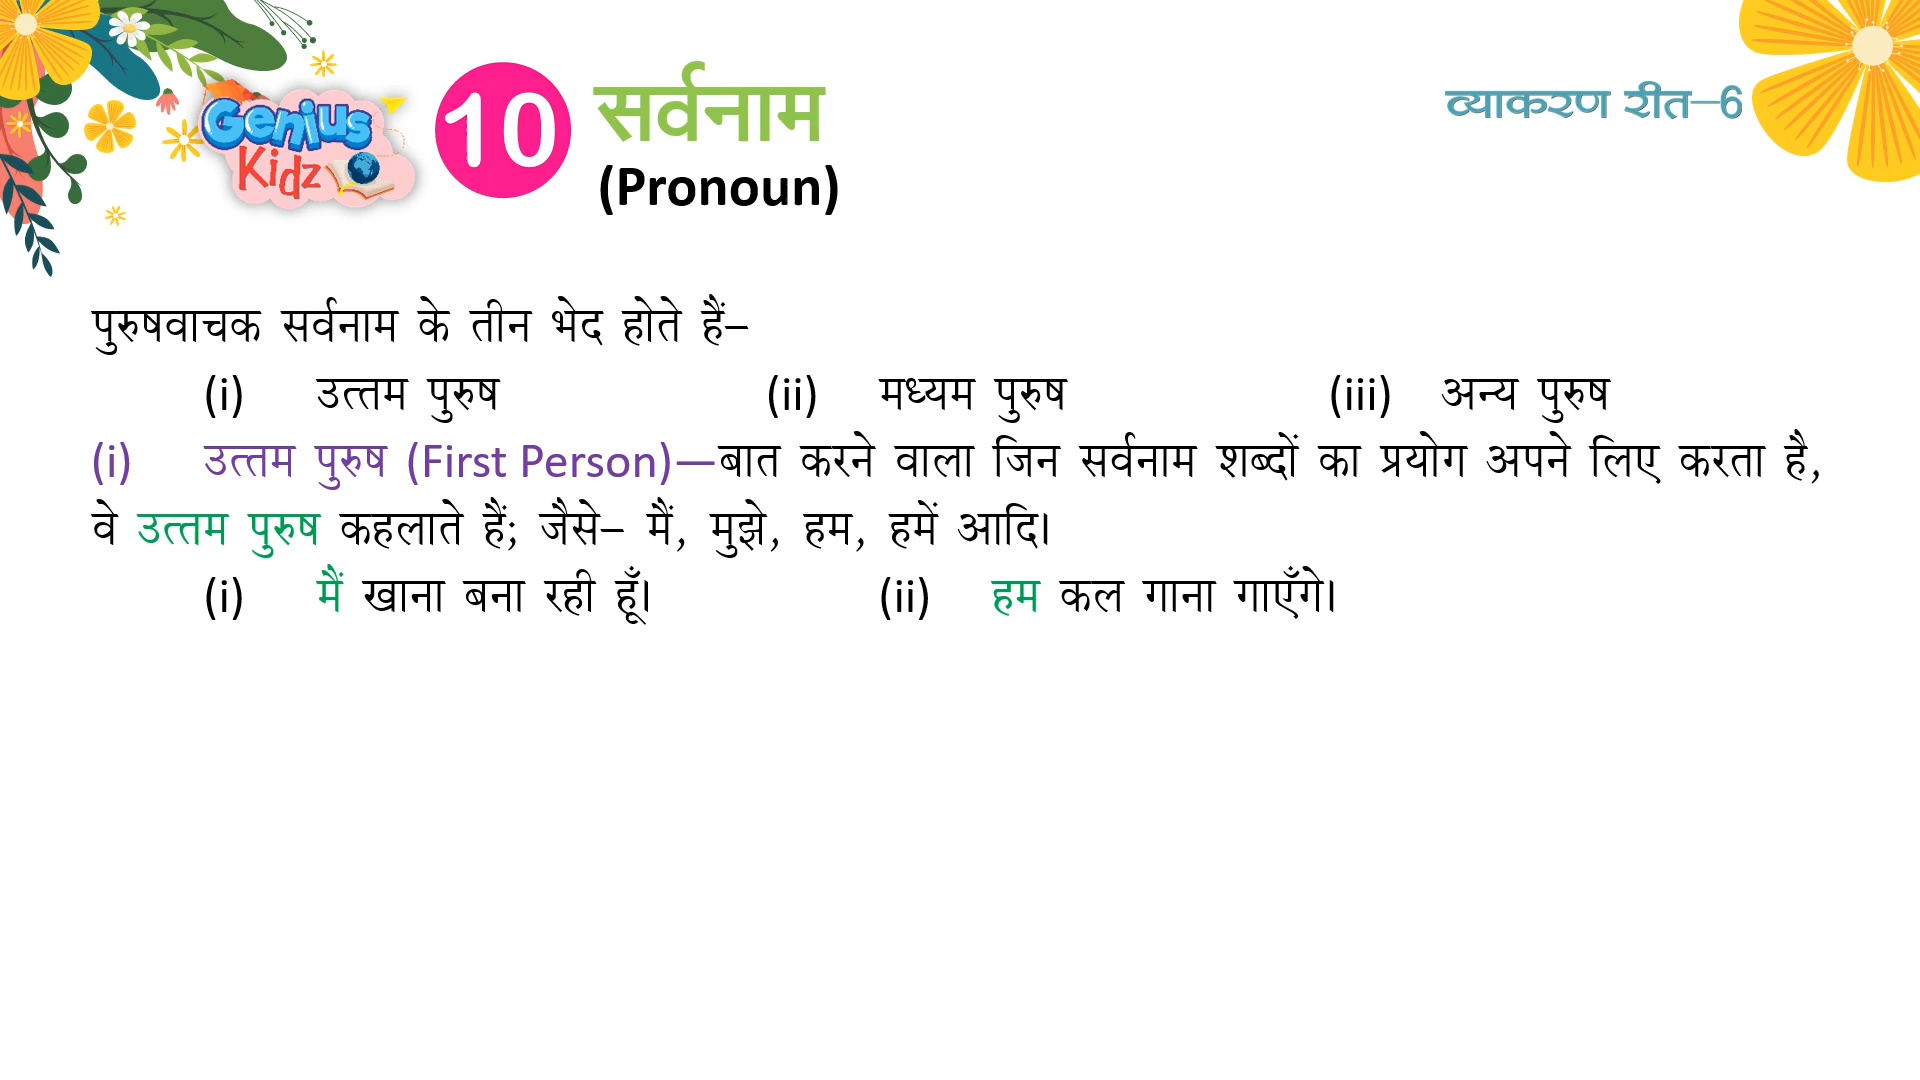 Genius
Kidz
10 सर्वनाम
(Pronoun)
व्याकरण रीत–6
पुरुषवाचक सर्वनाम के तीन भेद होते हैं–
(i) उत्तम पुरुष (ii) मध्यम पुरुष (iii) अन्य पुरुष
(i) उत्तम पुरुष (First Person)—बात करने वाला जिन सर्वनाम शब्दों का प्रयोग अपने लिए करता है,
वे उत्तम पुरुष कहलाते हैं; जैसे– मैं, मुझे, हम, हमें आदि।
(i) मैं खाना बना रही हूँ। (ii) हम कल गाना गाएँगे।